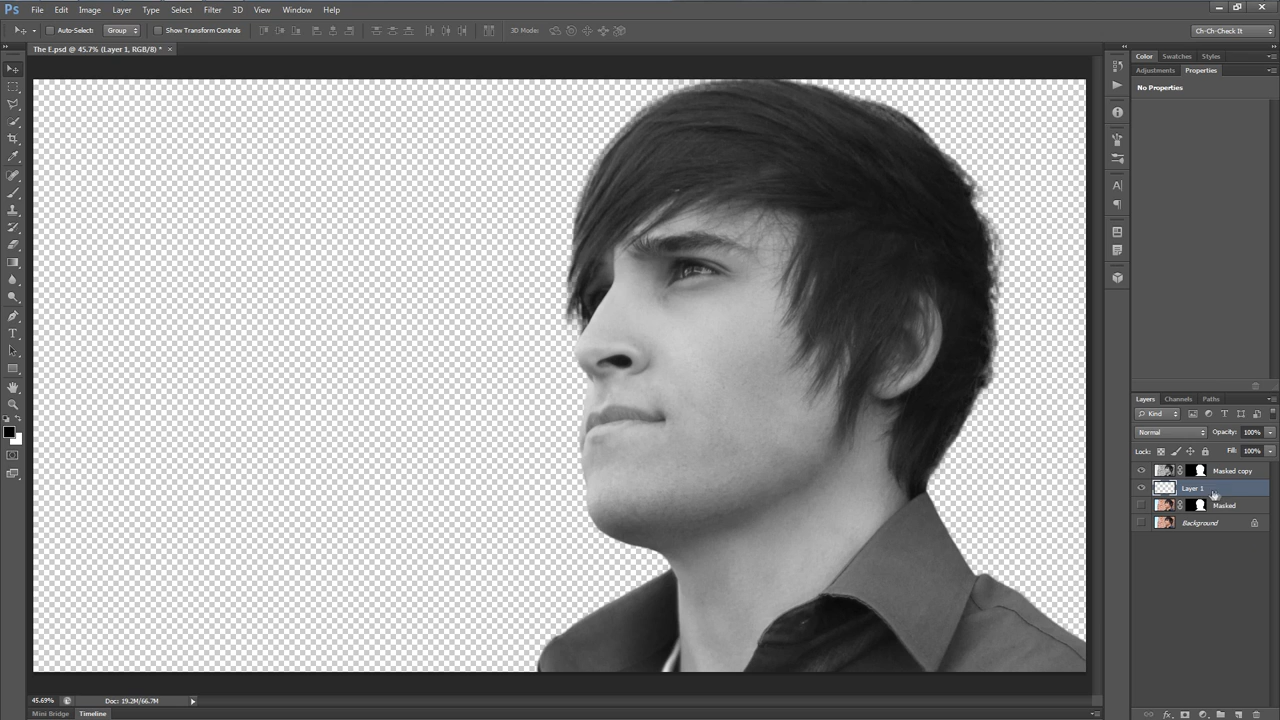 Ps File Edit Image Layer Type Select Filter 3D View Window Help
Auto-Select: Group Show Transform Controls 3D Mode: Ch-Ch-Check It
The E.psd @ 45.7% (Layer 1, RGB/8) * ×
Color Swatches Styles
Adjustments Properties
No Properties
Layers Channels Paths
Kind
Normal Opacity: 100%
Lock: Fill: 100%
Masked copy
Layer 1
Masked
Background
45.69% Doc: 19.2M/66.7M
Mini Bridge Timeline